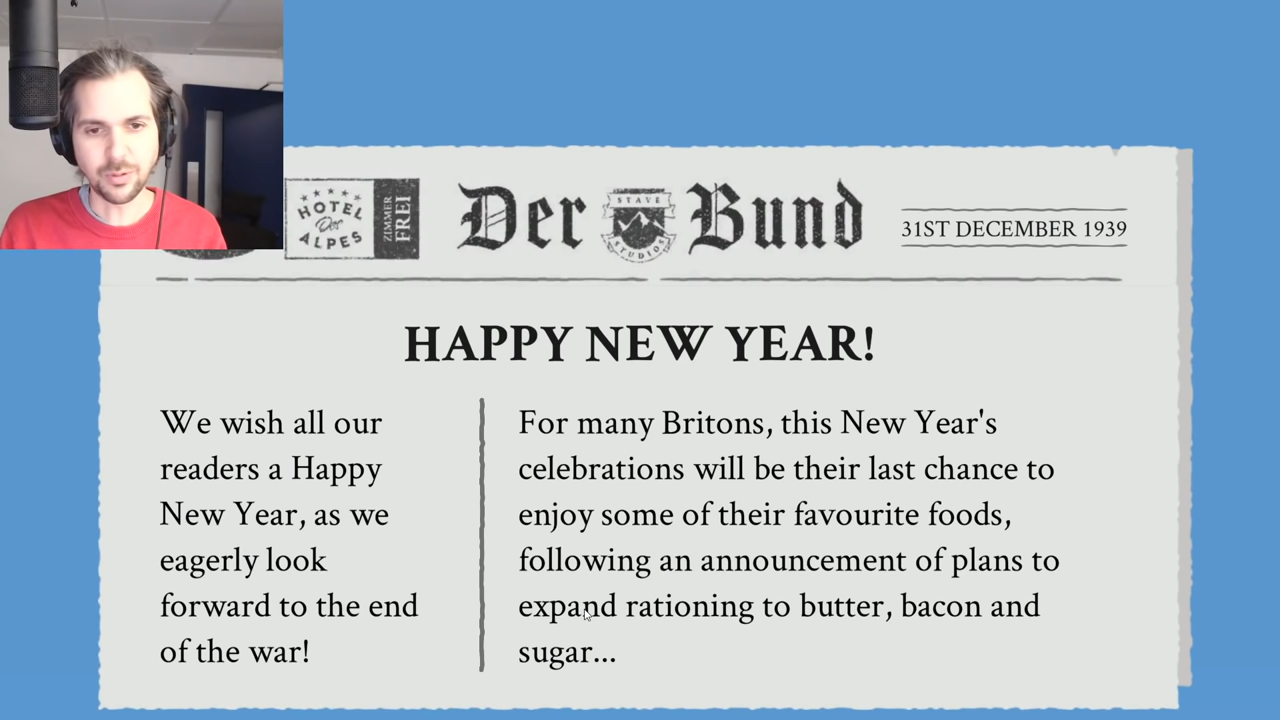 HOTEL
Des
ALPES
ZIMMER
FREI
Der Bund
STAVE
STUDIOS
31ST DECEMBER 1939
HAPPY NEW YEAR!
We wish all our
readers a Happy
New Year, as we
eagerly look
forward to the end
of the war!
For many Britons, this New Year's
celebrations will be their last chance to
enjoy some of their favourite foods,
following an announcement of plans to
expand rationing to butter, bacon and
sugar...